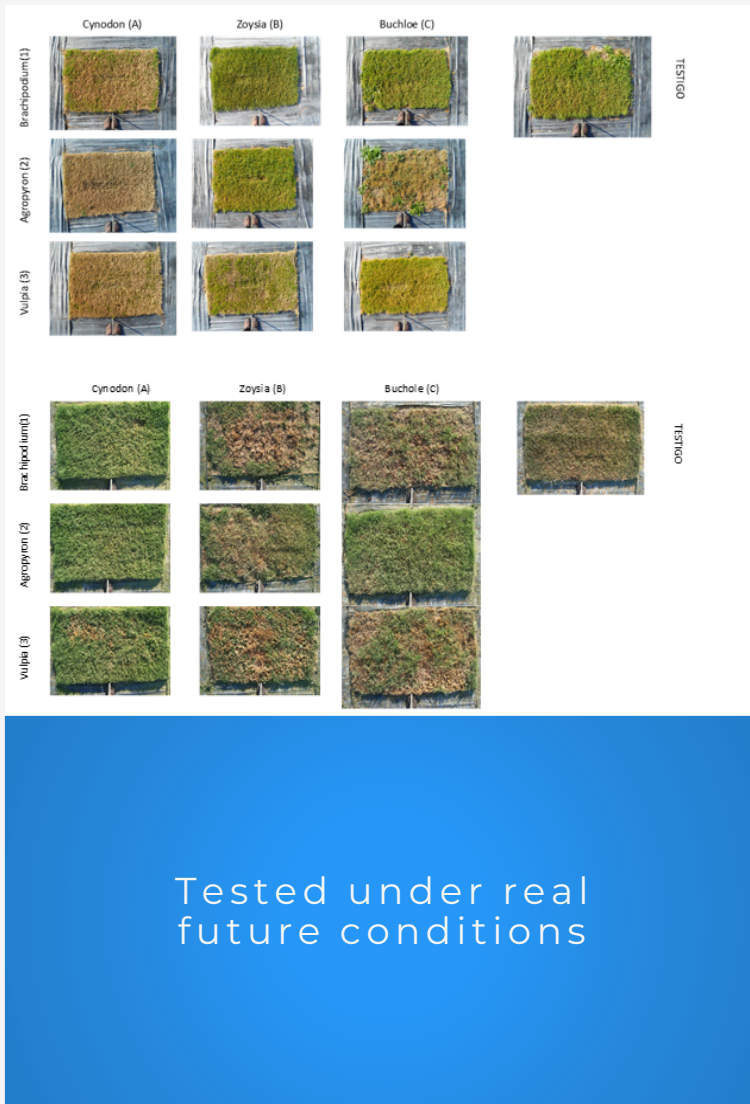 Cynodon (A) Zoysia (B) Buchloe (C)
Brachipodium(1)
TESTIGO
Agropyron (2)
Vulpia (3)
Cynodon (A) Zoysia (B) Buchole (C)
Brachipodium(1)
TESTIGO
Agropyron (2)
Vulpia (3)
Tested under real
future conditions